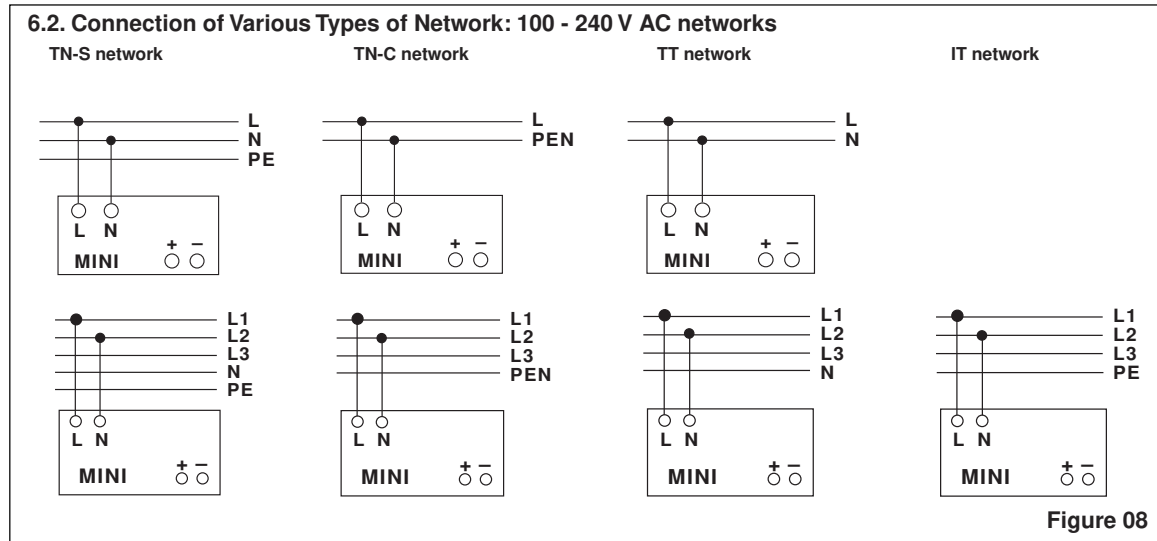 6.2. Connection of Various Types of Network: 100 - 240 V AC networks
TN-S network TN-C network TT network IT network
L
N
PE
L N
+ −
MINI
L
PEN
L N
+ −
MINI
L
N
L N
+ −
MINI
L1
L2
L3
N
PE
L N
+ −
MINI
L1
L2
L3
PEN
L N
+ −
MINI
L1
L2
L3
N
L N
+ −
MINI
L1
L2
L3
PE
L N
+ −
MINI
Figure 08